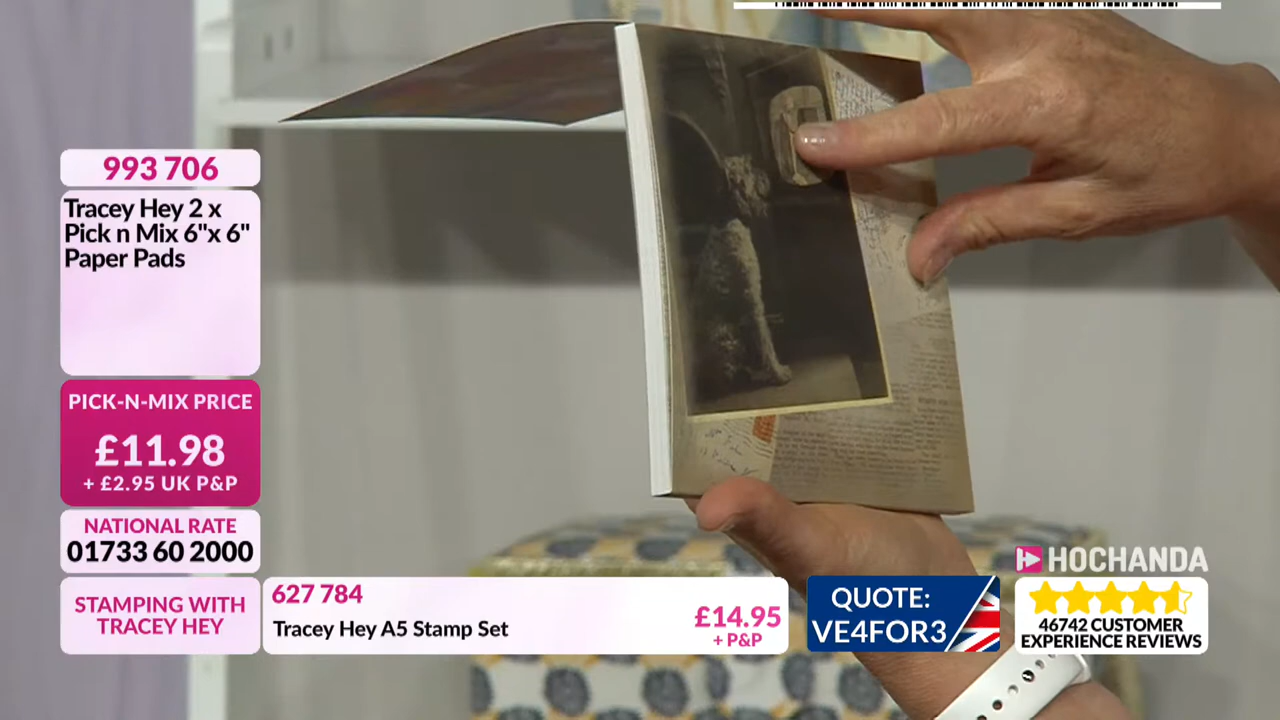 993 706
Tracey Hey 2 x
Pick n Mix 6"x 6"
Paper Pads
PICK-N-MIX PRICE
£11.98
+ £2.95 UK P&P
NATIONAL RATE
01733 60 2000
STAMPING WITH
TRACEY HEY
627 784
Tracey Hey A5 Stamp Set
£14.95
+ P&P
QUOTE:
VE4FOR3
HOCHANDA
46742 CUSTOMER
EXPERIENCE REVIEWS